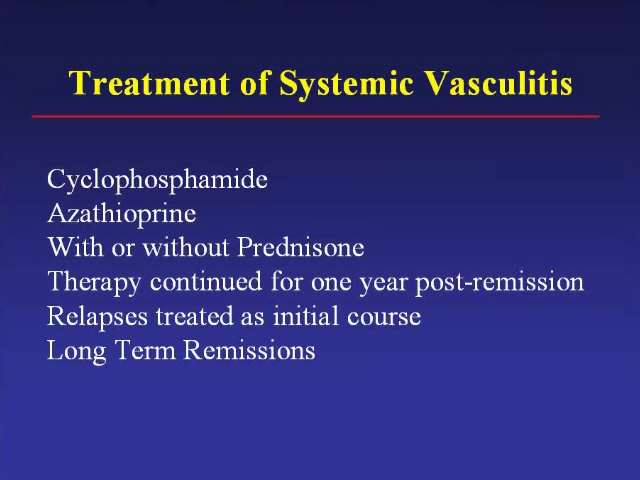 Treatment of Systemic Vasculitis
Cyclophosphamide
Azathioprine
With or without Prednisone
Therapy continued for one year post-remission
Relapses treated as initial course
Long Term Remissions